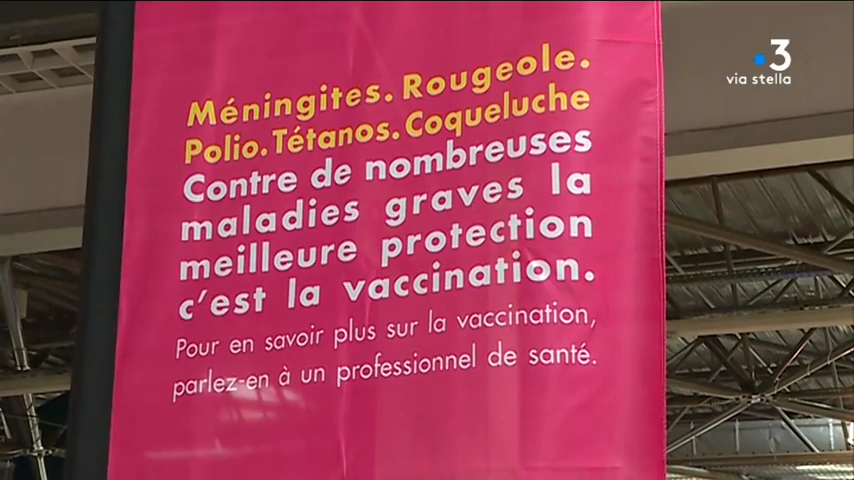 Méningites. Rougeole.
Polio. Tétanos. Coqueluche
Contre de nombreuses
maladies graves la
meilleure protection
c'est la vaccination.
Pour en savoir plus sur la vaccination,
parlez-en à un professionnel de santé.
3
via stella